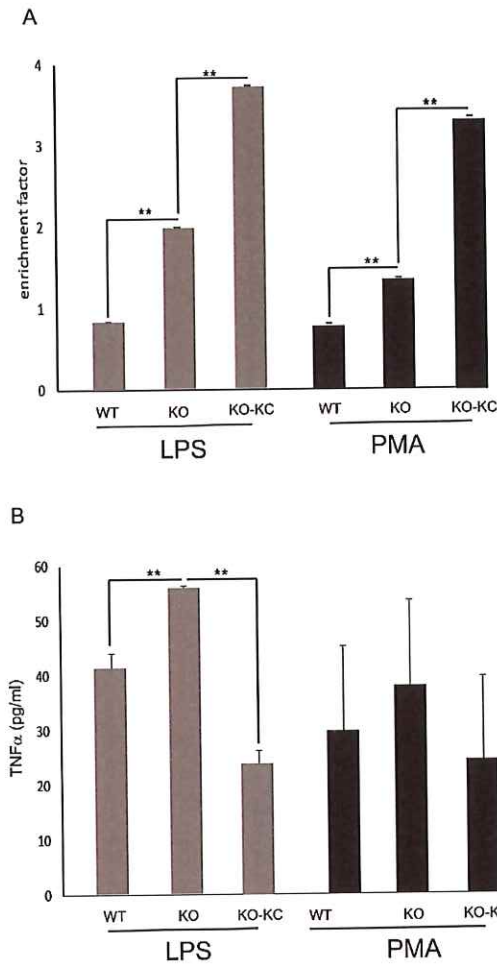 A
enrichment factor
4
3
2
1
0
**
**
**
**
WT KO KO-KC WT KO KO-KC
LPS PMA
B
TNFα (pg/ml)
60
50
40
30
20
10
0
** **
WT KO KO-KC WT KO KO-K
LPS PMA